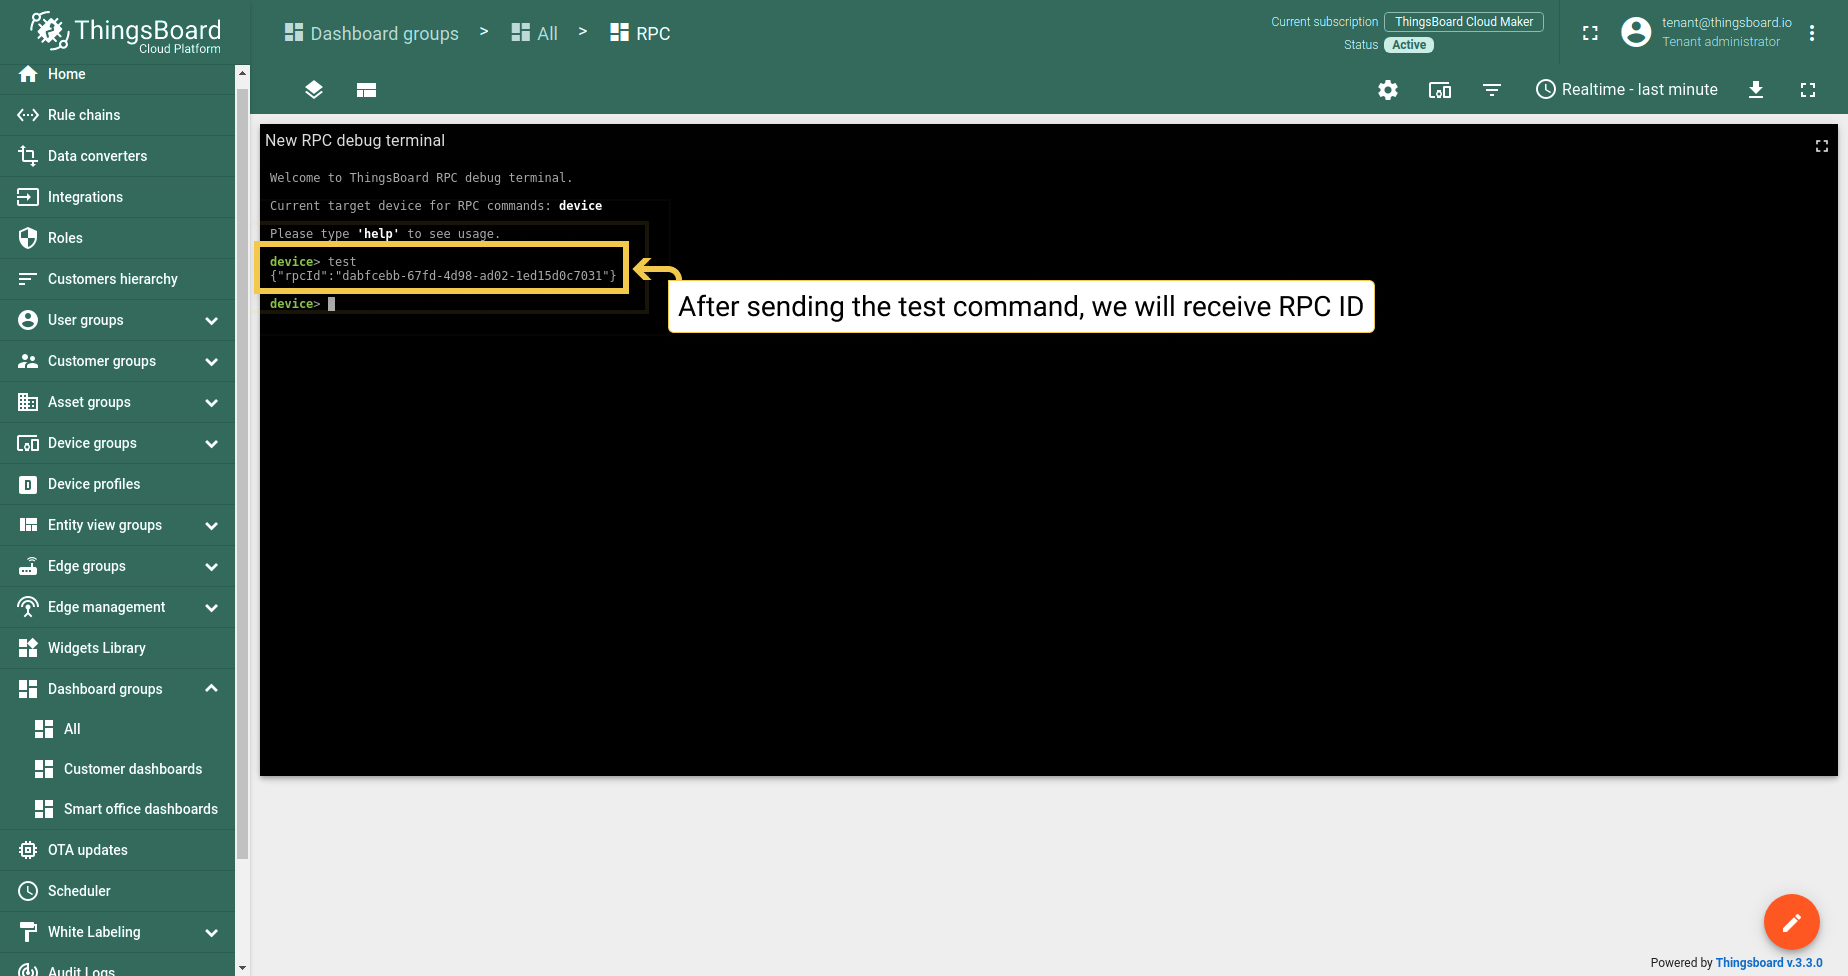 ThingsBoard
Cloud Platform
Home
Rule chains
Data converters
Integrations
Roles
Customers hierarchy
User groups
Customer groups
Asset groups
Device groups
Device profiles
Entity view groups
Edge groups
Edge management
Widgets Library
Dashboard groups
All
Customer dashboards
Smart office dashboards
OTA updates
Scheduler
White Labeling
Audit Logs
Dashboard groups > All > RPC
Current subscription ThingsBoard Cloud Maker
Status Active
tenant@thingsboard.io
Tenant administrator
Realtime - last minute
New RPC debug terminal
Welcome to ThingsBoard RPC debug terminal.
Current target device for RPC commands: device
Please type 'help' to see usage.
device> test
{"rpcId":"dabfcebb-67fd-4d98-ad02-1ed15d0c7031"}
device>
After sending the test command, we will receive RPC ID
Powered by Thingsboard v.3.3.0